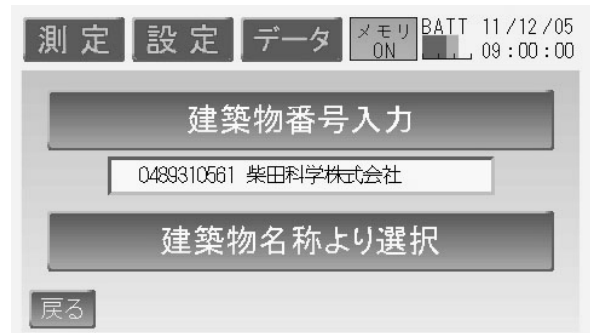 測定 設定 データ メモリ ON BATT 11/12/05 09:00:00
建築物番号入力
0489310561 柴田科学株式会社
建築物名称より選択
戻る